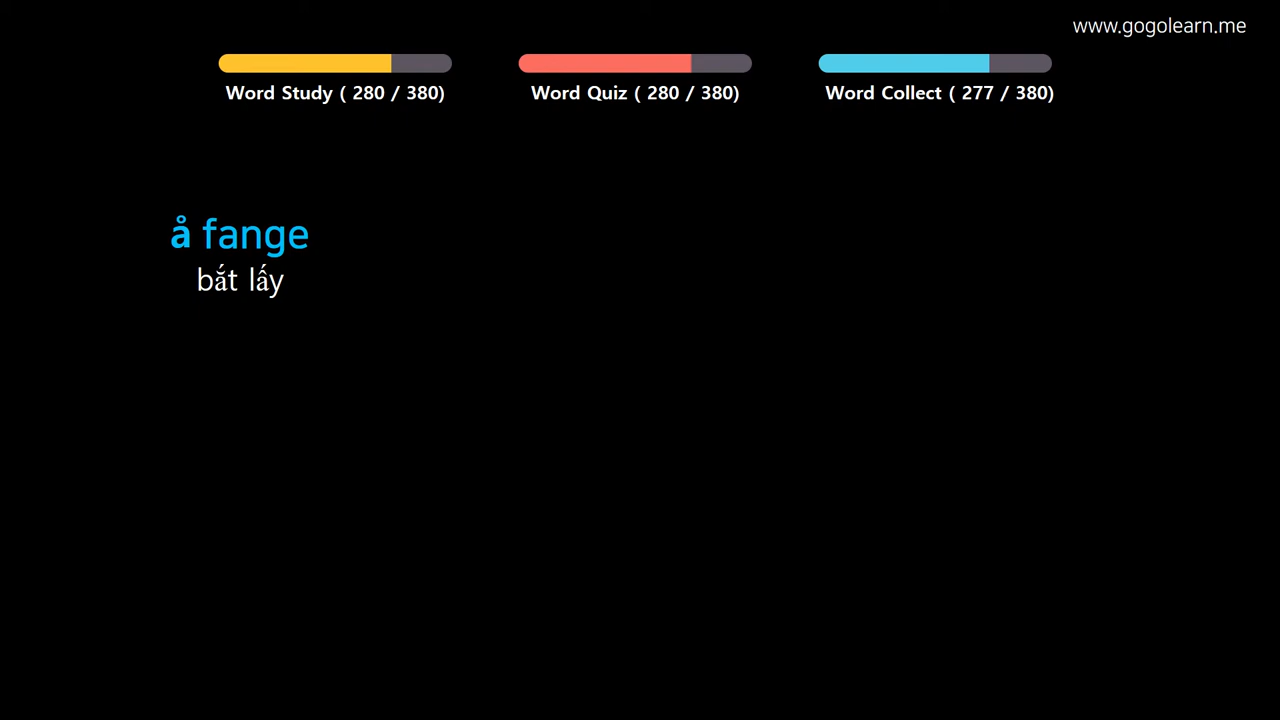 www.gogolearn.me
Word Study ( 280 / 380)
Word Quiz ( 280 / 380)
Word Collect ( 277 / 380)
å fange
bắt lấy